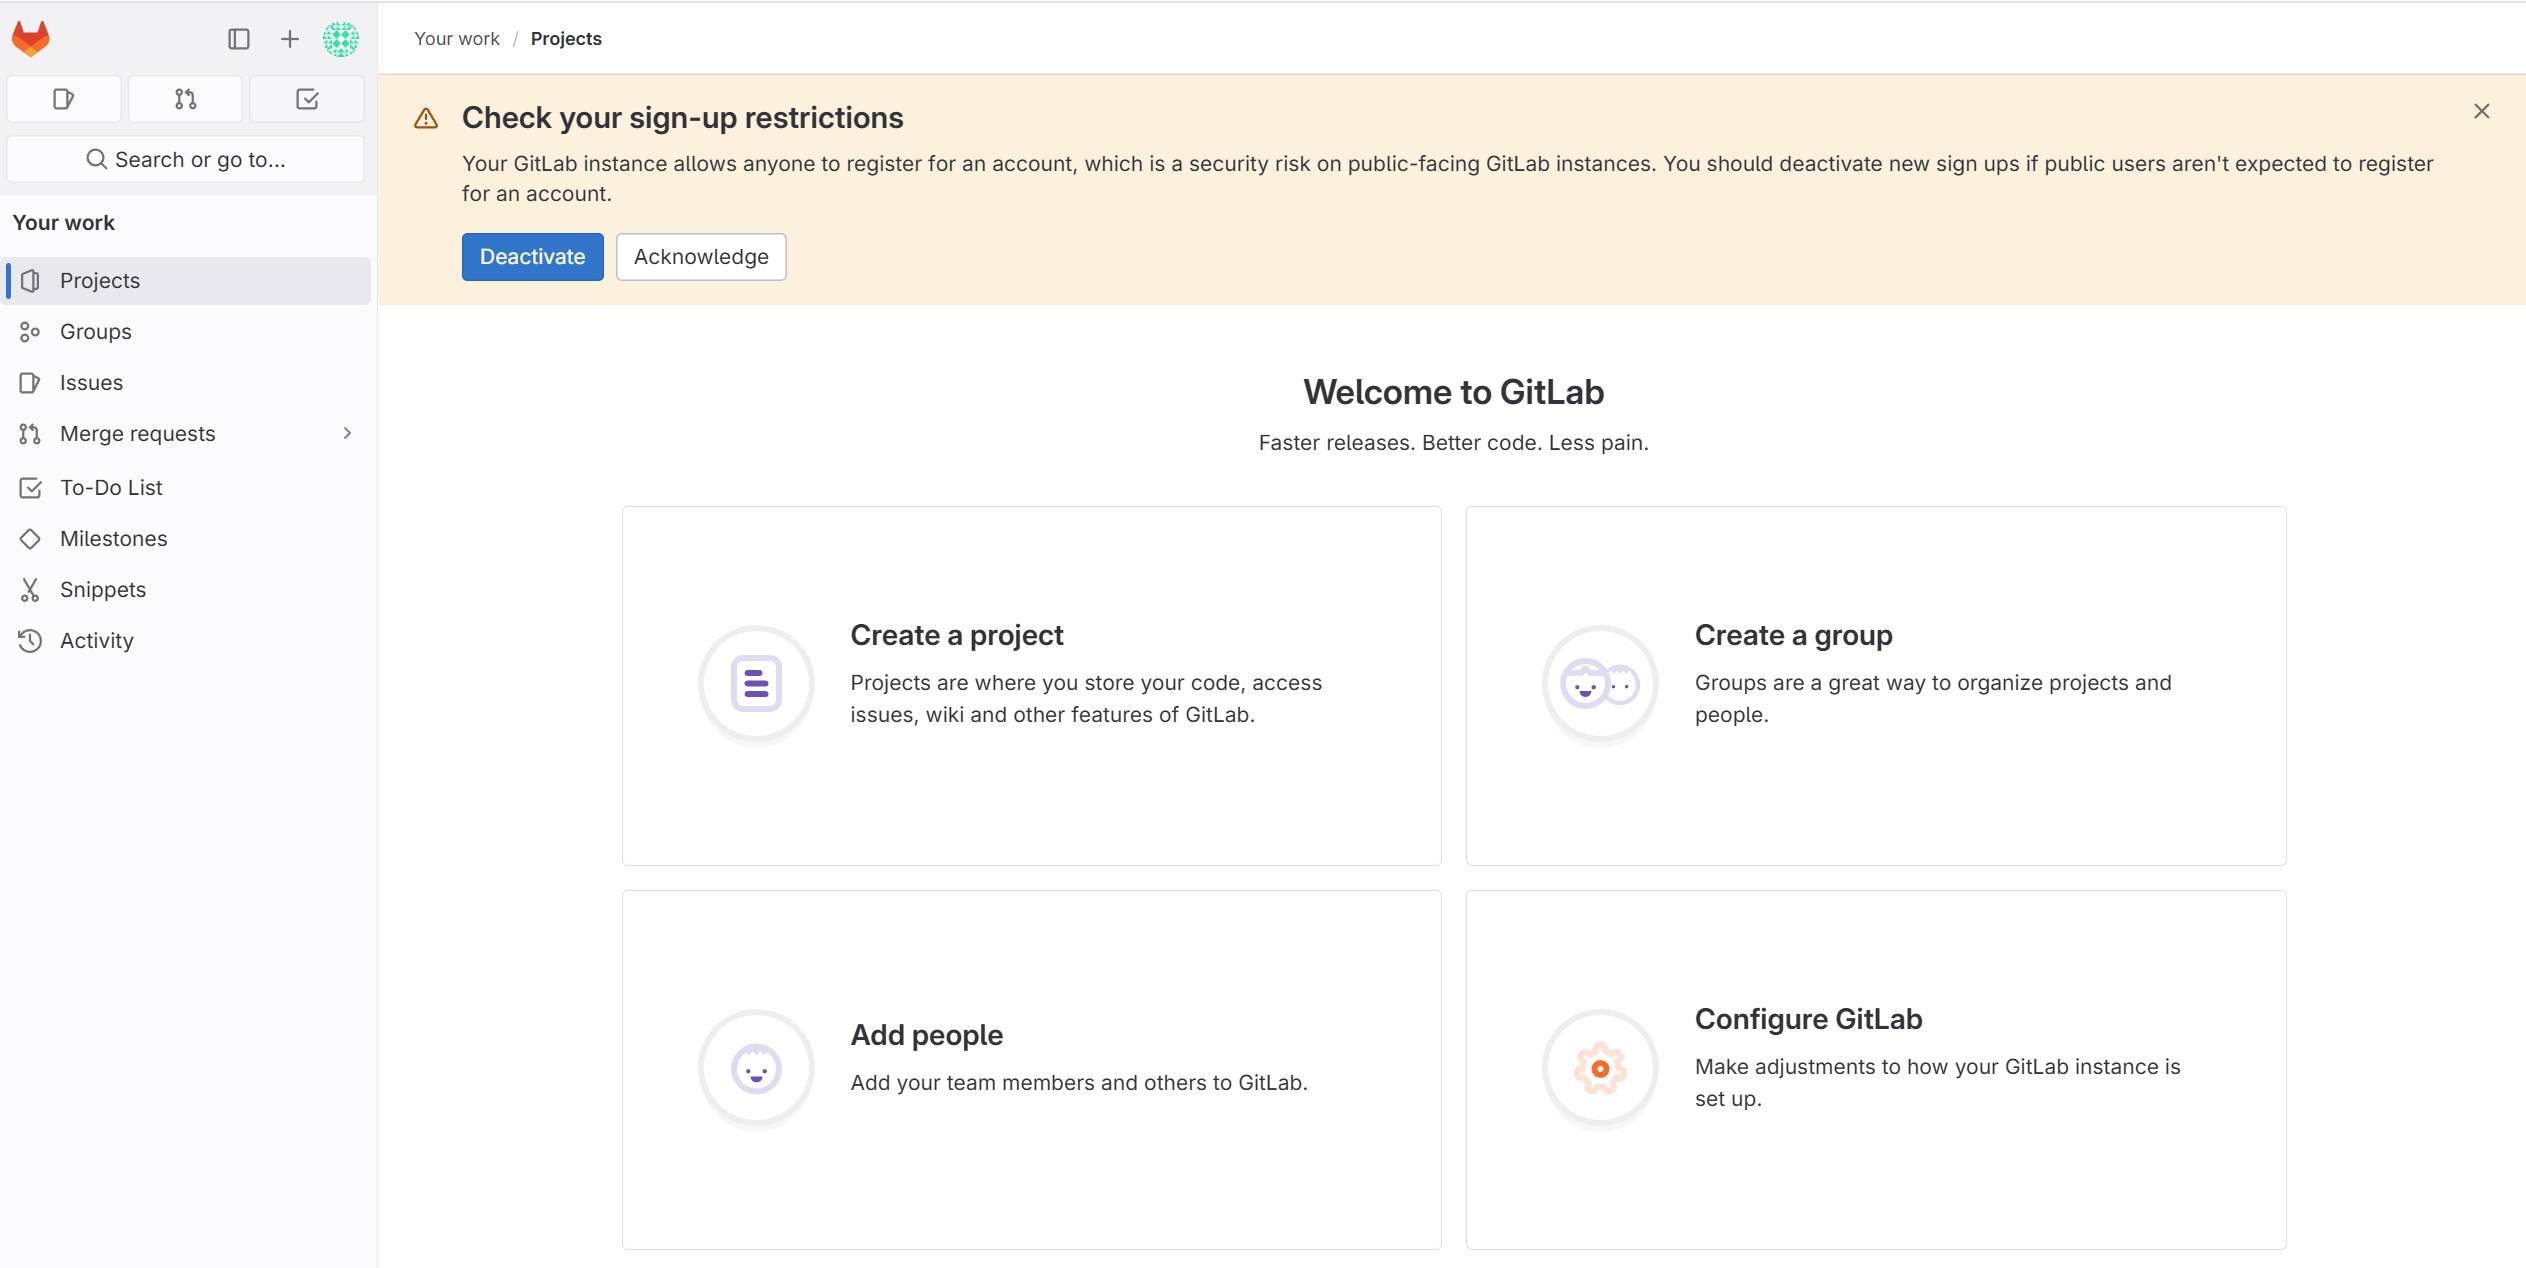 Your work / Projects
Search or go to...
Your work
Projects
Groups
Issues
Merge requests
To-Do List
Milestones
Snippets
Activity
Check your sign-up restrictions
Your GitLab instance allows anyone to register for an account, which is a security risk on public-facing GitLab instances. You should deactivate new sign ups if public users aren't expected to register
for an account.
Deactivate
Acknowledge
Welcome to GitLab
Faster releases. Better code. Less pain.
Create a project
Projects are where you store your code, access
issues, wiki and other features of GitLab.
Create a group
Groups are a great way to organize projects and
people.
Add people
Add your team members and others to GitLab.
Configure GitLab
Make adjustments to how your GitLab instance is
set up.